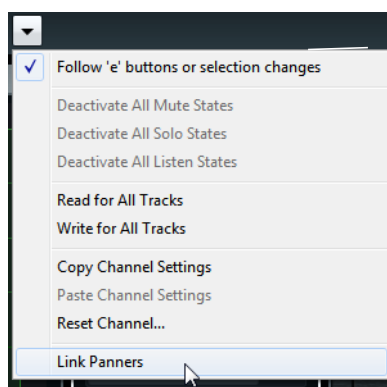 Follow 'e' buttons or selection changes
Deactivate All Mute States
Deactivate All Solo States
Deactivate All Listen States
Read for All Tracks
Write for All Tracks
Copy Channel Settings
Paste Channel Settings
Reset Channel...
Link Panners